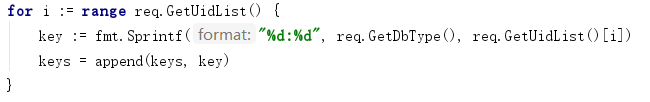 for i := range req.GetUidList() {
key := fmt.Sprintf( format: "%d:%d", req.GetDbType(), req.GetUidList()[i])
keys = append(keys, key)
}